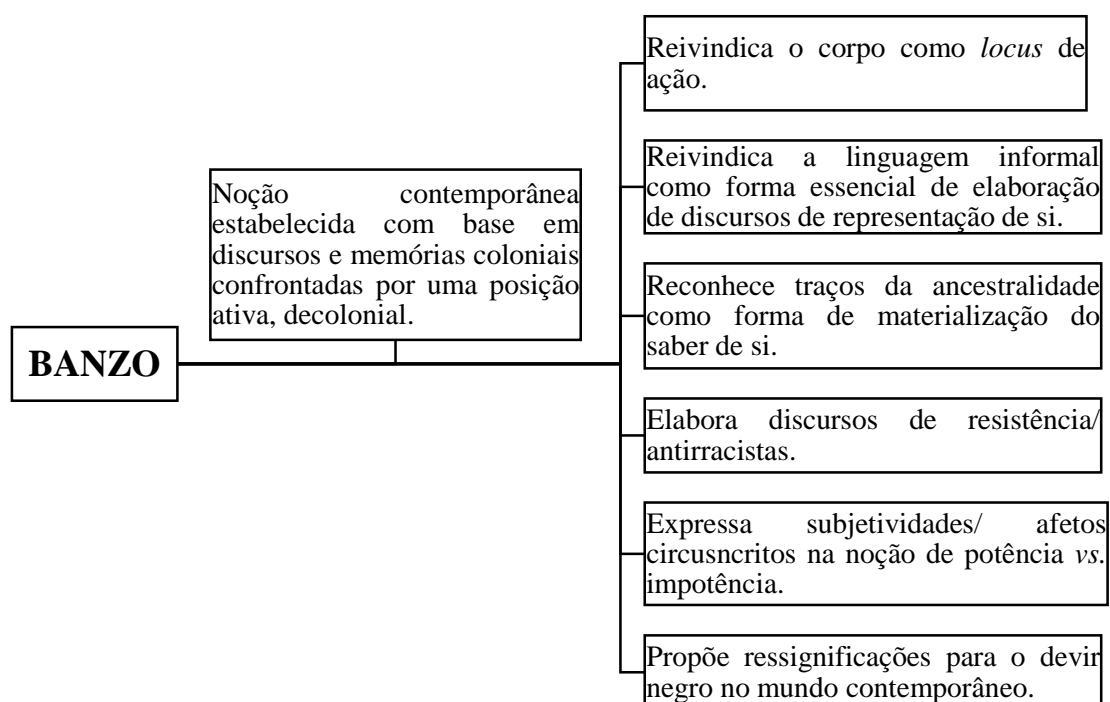 BANZO
Noção contemporânea
estabelecida com base em
discursos e memórias coloniais
confrontadas por uma posição
ativa, decolonial.
Reivindica o corpo como locus de
ação.
Reivindica a linguagem informal
como forma essencial de elaboração
de discursos de representação de si.
Reconhece traços da ancestralidade
como forma de materialização do
saber de si.
Elabora discursos de resistência/
antirracistas.
Expressa subjetividades/ afetos
circusncritos na noção de potência vs.
impotência.
Propõe ressignificações para o devir
negro no mundo contemporâneo.